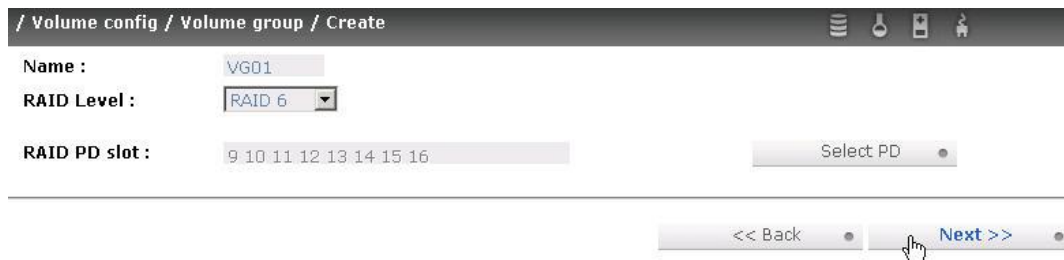 / Volume config / Volume group / Create
Name : VG01
RAID Level : RAID 6
RAID PD slot : 9 10 11 12 13 14 15 16 Select PD
<< Back Next >>